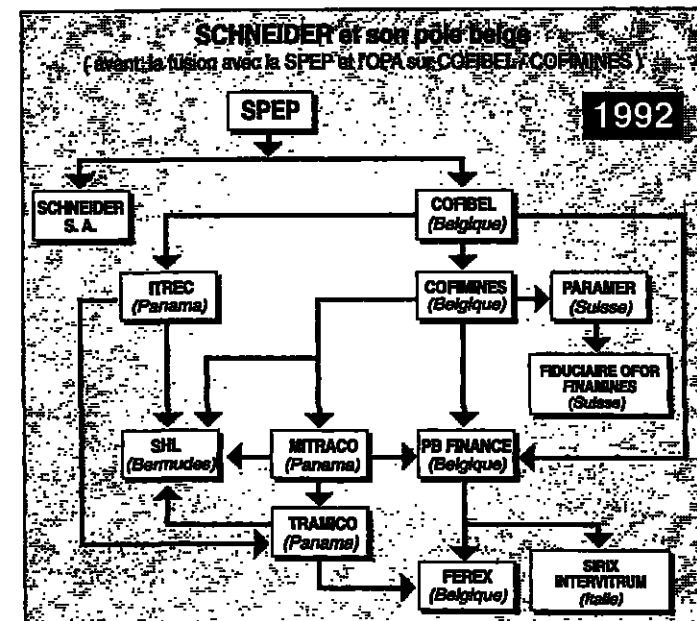 SCHNEIDER et son pôle belge
( avant la fusion avec la SPEP et l'OPA sur COFIBEL / COFIMINES )
SPEP
1992
SCHNEIDER
S. A.
COFIBEL
(Belgique)
ITREC
(Panama)
COFIMINES
(Belgique)
PARAMER
(Suisse)
FIDUCIAIRE OFOR
FINAMINES
(Suisse)
SHL
(Bermudes)
MITRACO
(Panama)
PB FINANCE
(Belgique)
TRAMICO
(Panama)
FEREX
(Belgique)
SIRIX
INTERVITRUM
(Italie)